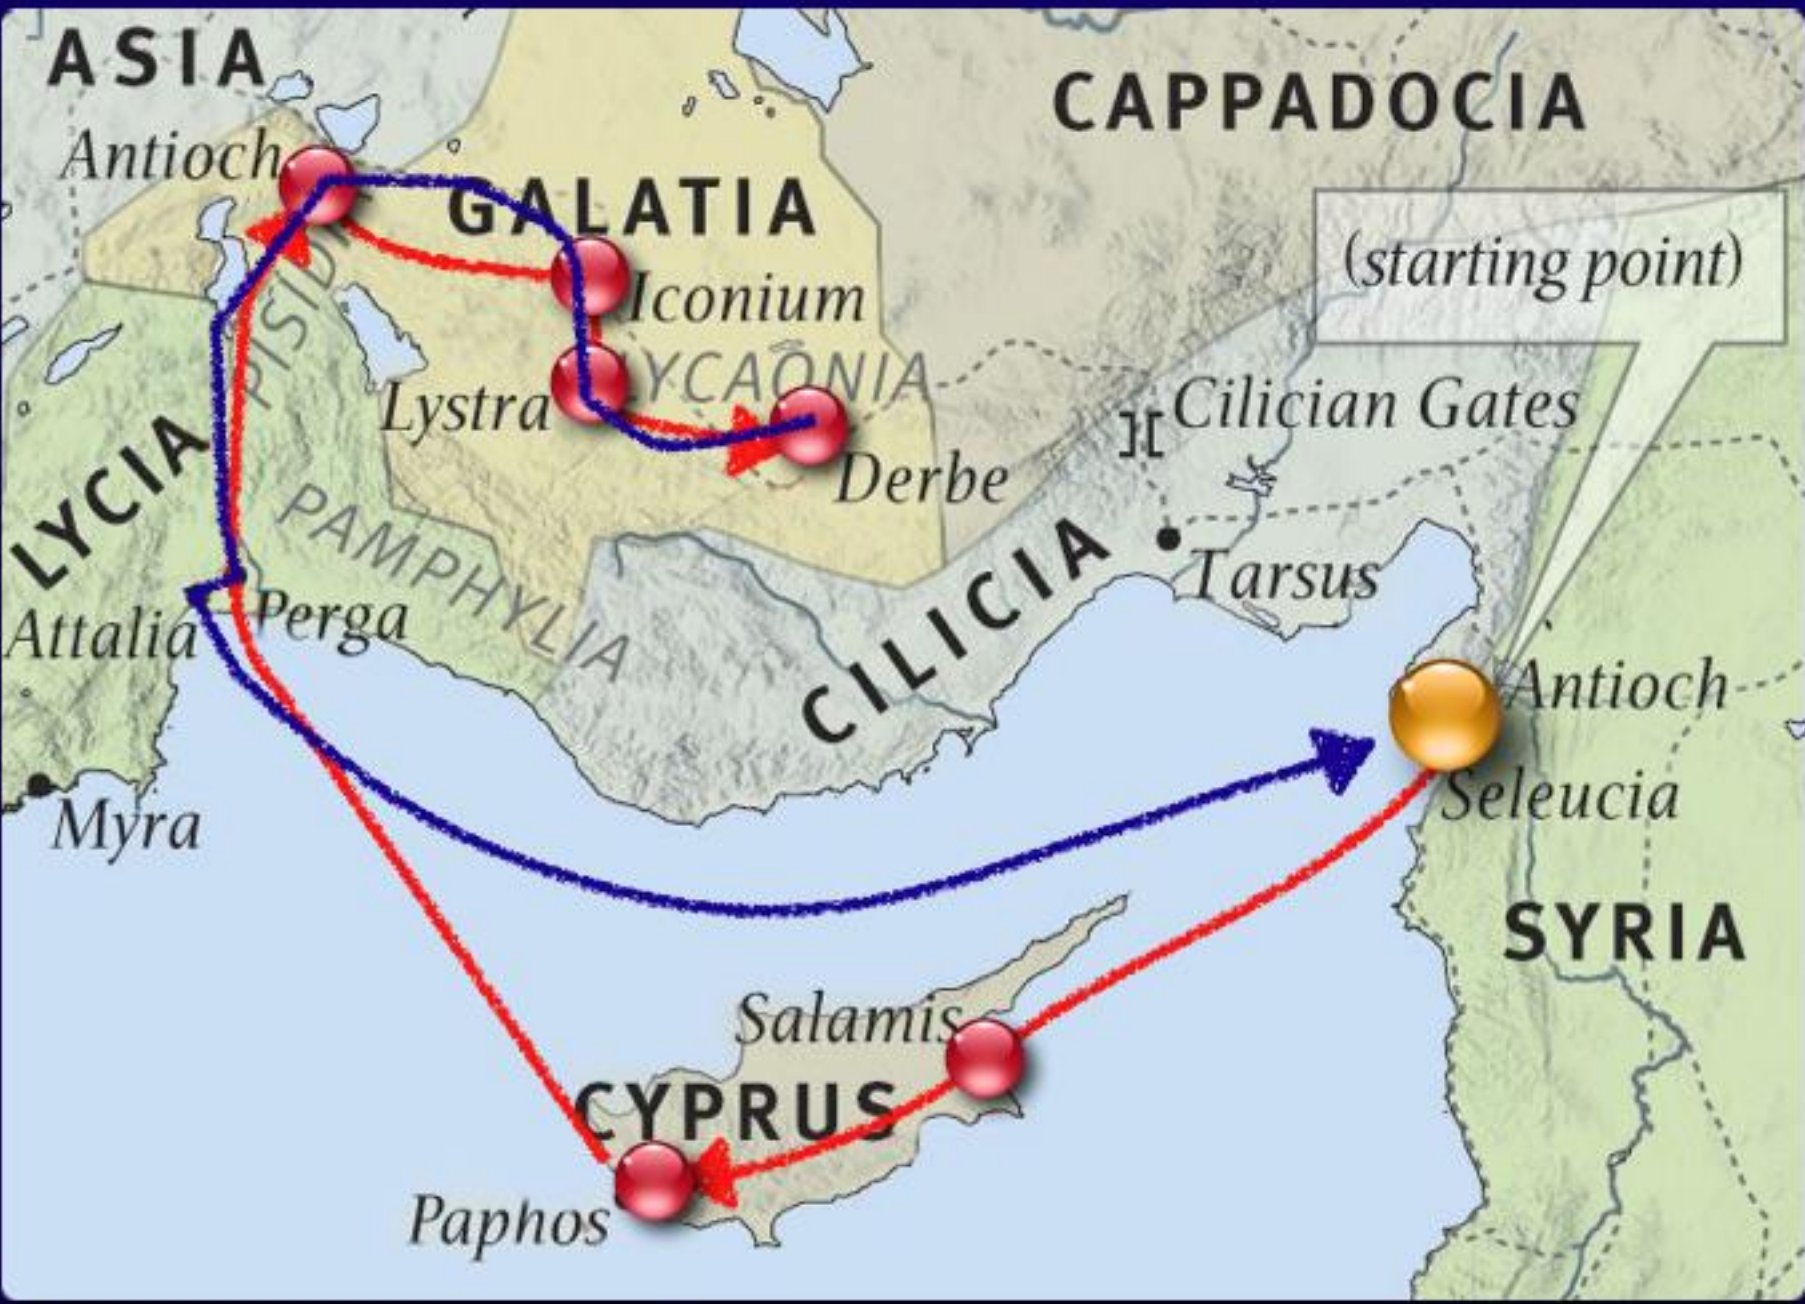 ASIA
CAPPADOCIA
Antioch
GALATIA
(starting point)
PISIDIA
Iconium
LYCAONIA
Lystra
Cilician Gates
Derbe
LYCIA
PAMPHYLIA
CILICIA
Tarsus
Perga
Attalia
Antioch
Seleucia
Myra
SYRIA
Salamis
CYPRUS
Paphos